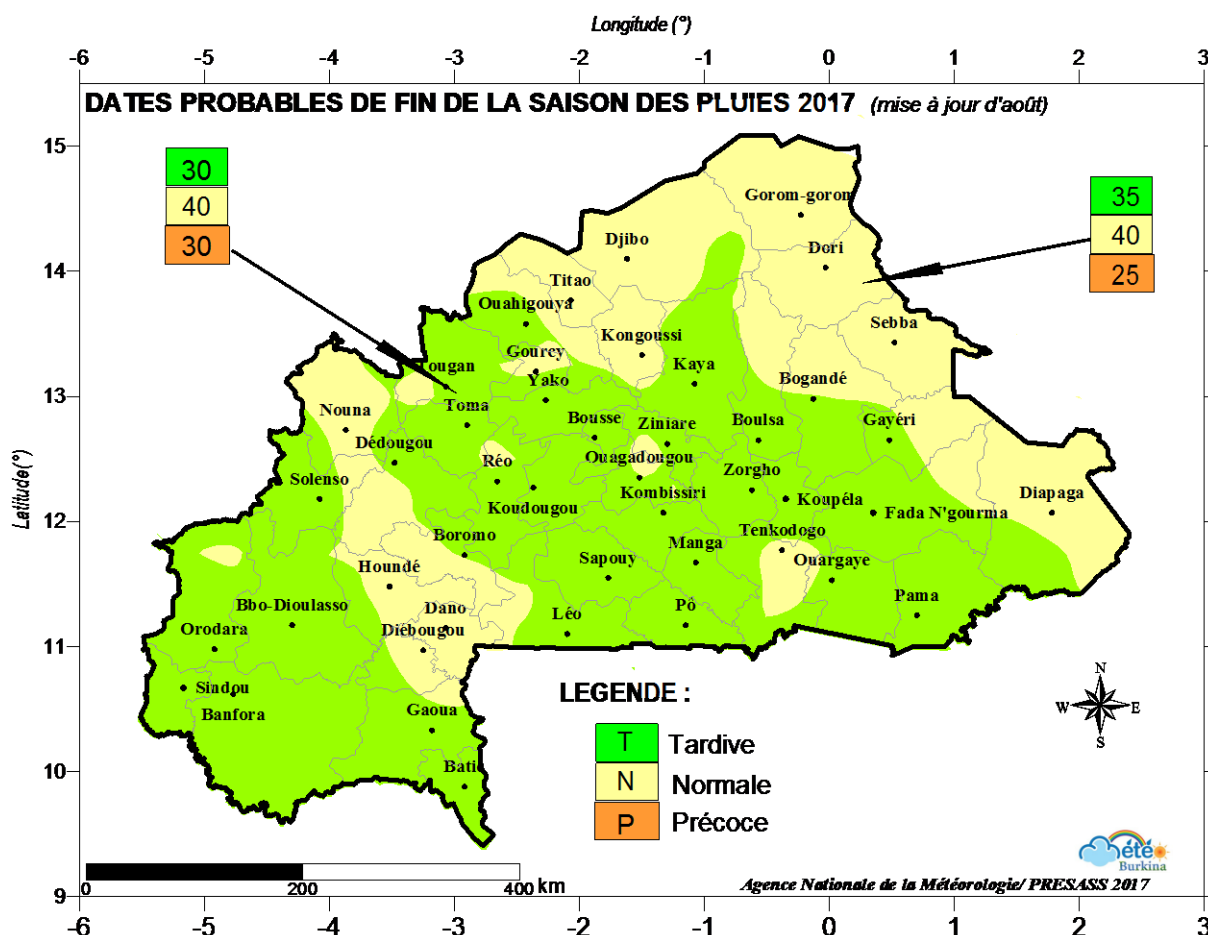 Longitude (°)
-6 -5 -4 -3 -2 -1 0 1 2 3
DATES PROBABLES DE FIN DE LA SAISON DES PLUIES 2017 (mise à jour d'août)
15
30
40
30
35
40
25
Gorom-gorom
Djibo
Dori
14
Titao
Ouahigouya
Sebba
Kongoussi
Gourcy
Tougan
Kaya
Yako
Bogandé
13
Toma
Nouna
Bousse
Ziniare
Boulsa
Gayéri
Dédougou
Réo
Ouagadougou
Zorgho
Solenso
Koudougou
Kombissiri
Koupéla
Diapaga
Fada N'gourma
12
Latitude(°)
Boromo
Tenkodogo
Manga
Houndé
Sapouy
Ouargaye
Bbo-Dioulasso
Dano
Léo
Pô
Pama
Orodara
Diébougou
11
Sindou
Banfora
Gaoua
LEGENDE :
N
W E
S
T Tardive
Bati
10
N Normale
P Précoce
Météo
Burkina
0 200 400 km
Agence Nationale de la Météorologie/ PRESASS 2017
9
-6 -5 -4 -3 -2 -1 0 1 2 3